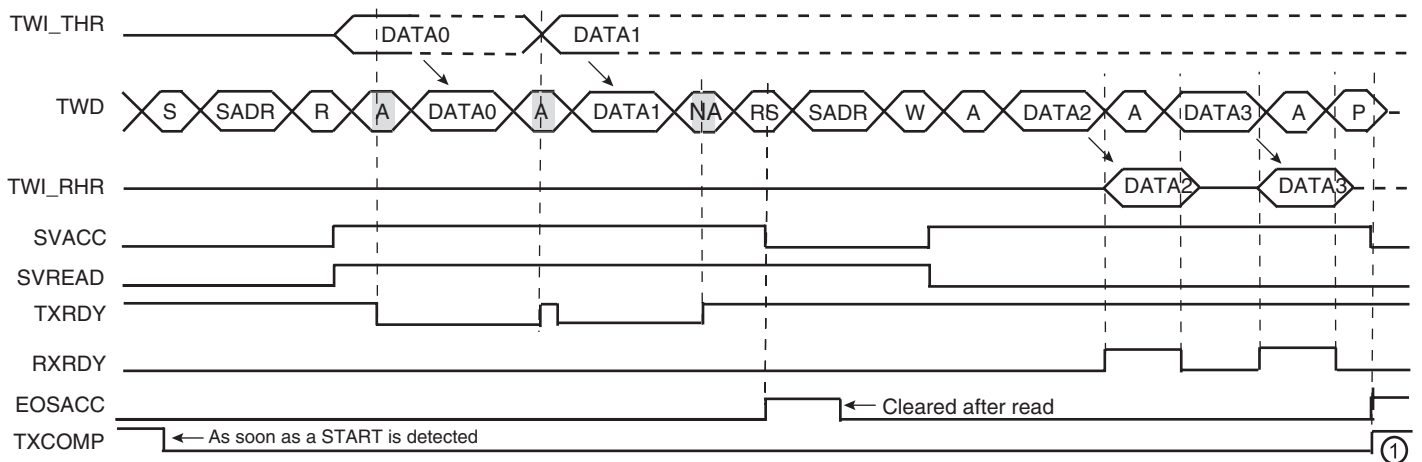 TWI_THR DATA0 DATA1
TWD S SADR R A DATA0 A DATA1 NA RS SADR W A DATA2 A DATA3 A P
TWI_RHR DATA2 DATA3
SVACC
SVREAD
TXRDY
RXRDY
EOSACC Cleared after read
TXCOMP As soon as a START is detected 1